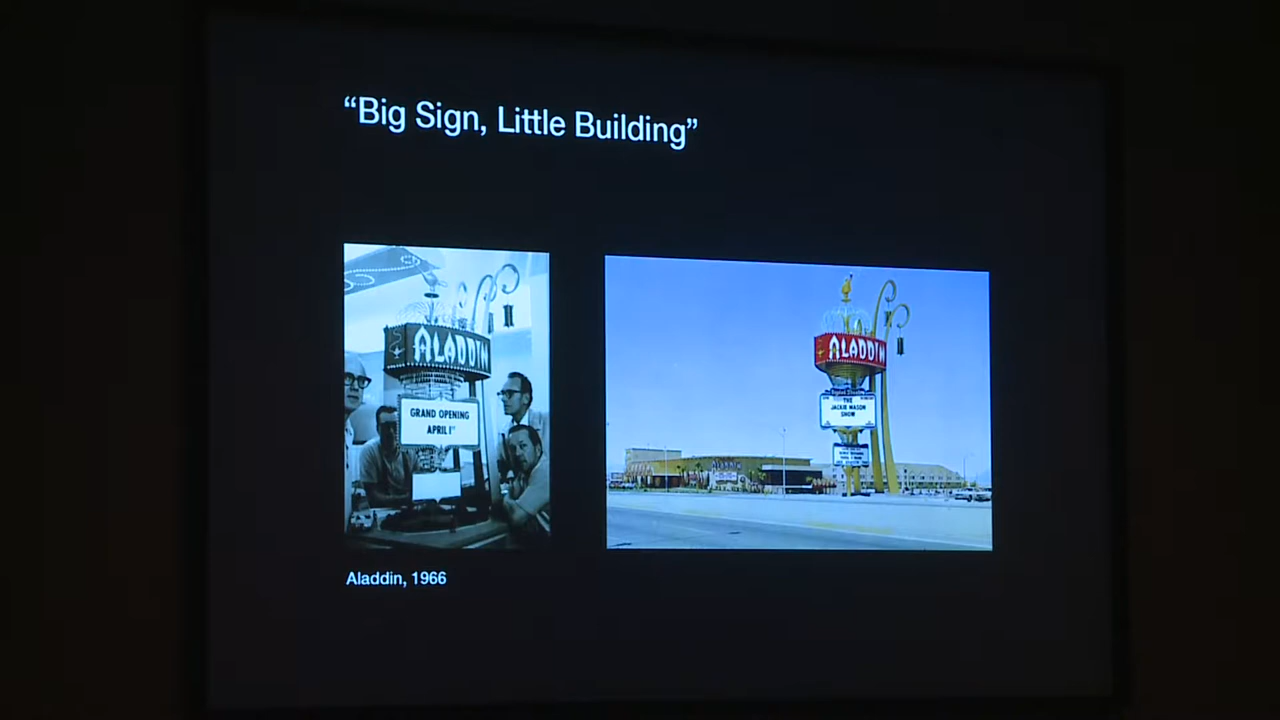 “Big Sign, Little Building”
ALADDIN
GRAND OPENING
APRIL 1ˢᵗ
ALADDIN
THE
JACKIE MASON
SHOW
Aladdin, 1966